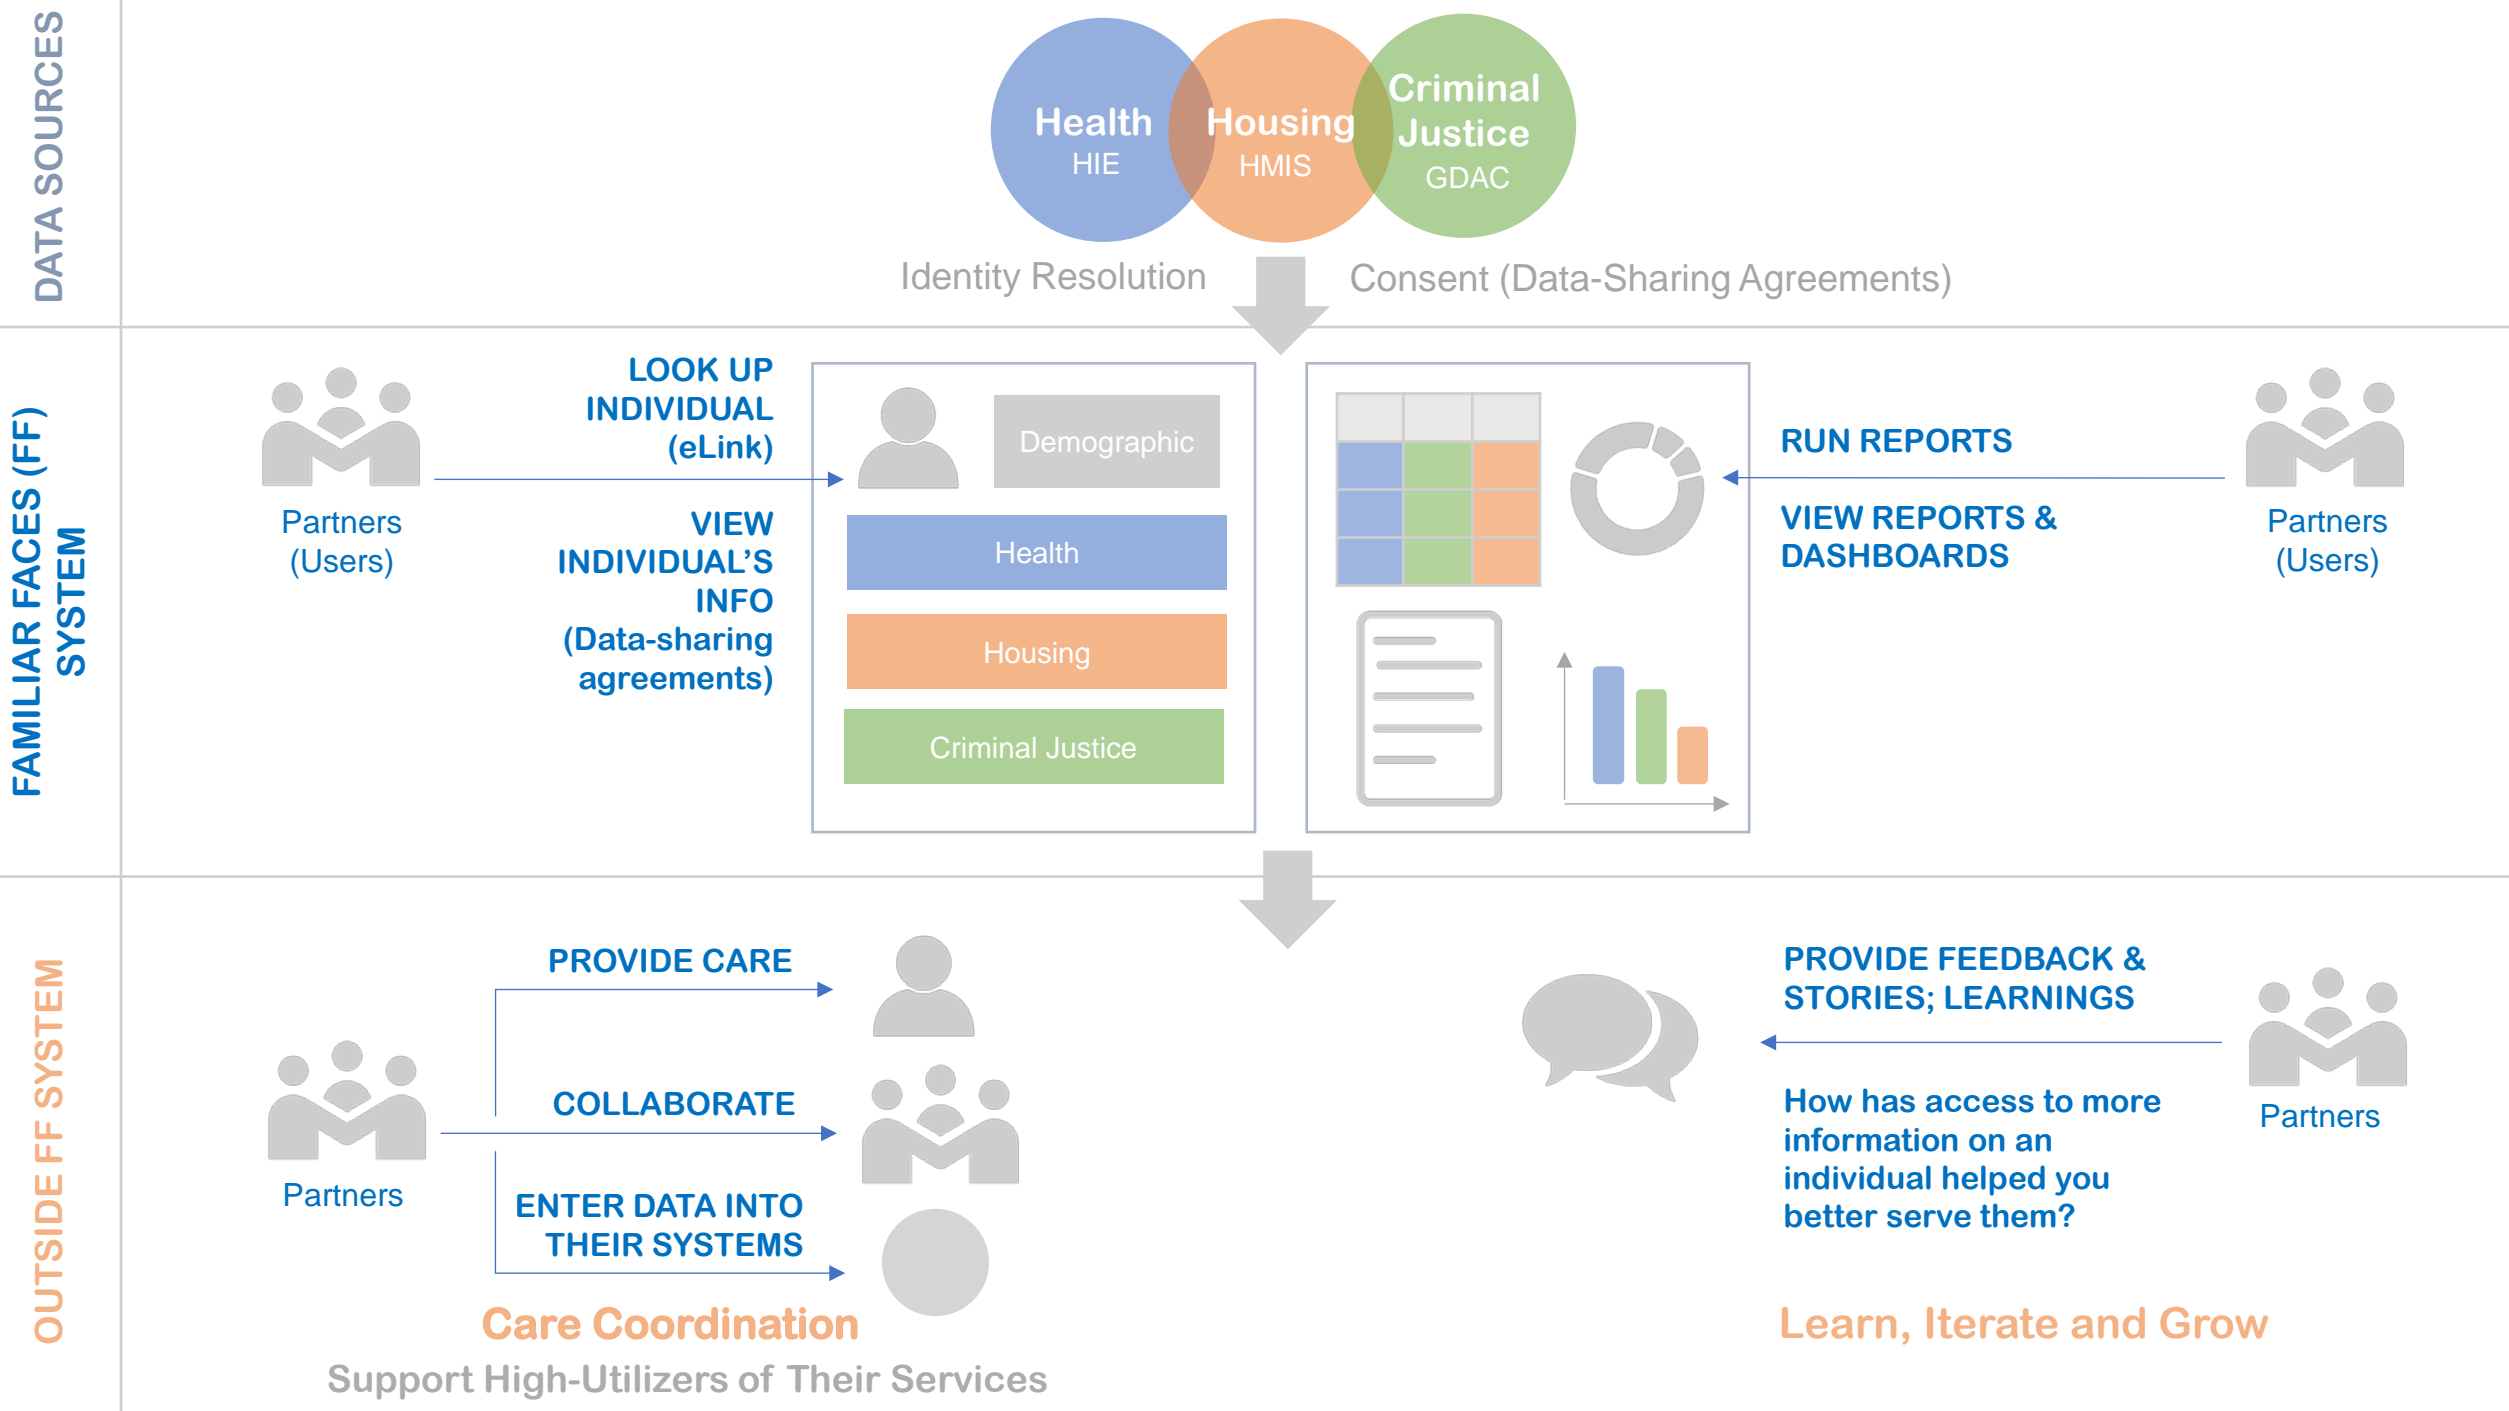 DATA SOURCES
Health
HIE
Housing
HMIS
Criminal
Justice
GDAC
Identity Resolution
Consent (Data-Sharing Agreements)
FAMILIAR FACES (FF)
SYSTEM
Partners
(Users)
LOOK UP
INDIVIDUAL
(eLink)
VIEW
INDIVIDUAL’S
INFO
(Data-sharing
agreements)
Demographic
Health
Housing
Criminal Justice
RUN REPORTS
VIEW REPORTS &
DASHBOARDS
Partners
(Users)
OUTSIDE FF SYSTEM
Partners
PROVIDE CARE
COLLABORATE
ENTER DATA INTO
THEIR SYSTEMS
Care Coordination
Support High-Utilizers of Their Services
PROVIDE FEEDBACK &
STORIES; LEARNINGS
How has access to more
information on an
individual helped you
better serve them?
Partners
Learn, Iterate and Grow